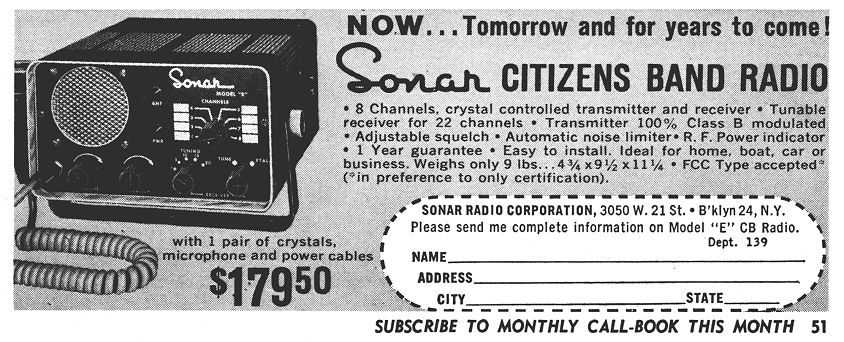 NOW... Tomorrow and for years to come!
Sonar CITIZENS BAND RADIO
• 8 Channels, crystal controlled transmitter and receiver • Tunable
receiver for 22 channels • Transmitter 100% Class B modulated
• Adjustable squelch • Automatic noise limiter • R. F. Power indicator
• 1 Year guarantee • Easy to install. Ideal for home, boat, car or
business. Weighs only 9 lbs... 4¾ x 9½ x 11¼ • FCC Type accepted*
(*in preference to only certification).
Sonar
MODEL "E"
CHANNELS
ANT
PWR
TUNING
TUNE
XTAL
RECEIVER
with 1 pair of crystals,
microphone and power cables
$17950
SONAR RADIO CORPORATION, 3050 W. 21 St. • B'klyn 24, N.Y.
Please send me complete information on Model "E" CB Radio.
Dept. 139
NAME
ADDRESS
CITY STATE
SUBSCRIBE TO MONTHLY CALL-BOOK THIS MONTH 51